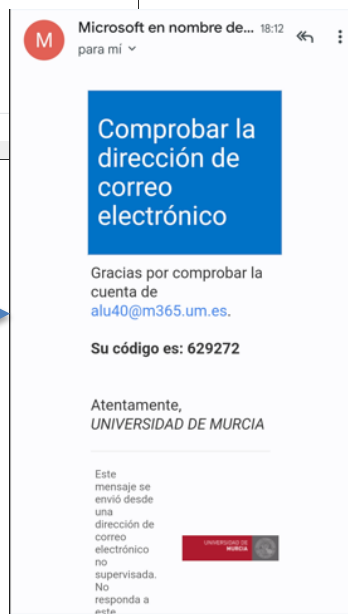 M
Microsoft en nombre de... 18:12
para mí
Comprobar la
dirección de
correo
electrónico
Gracias por comprobar la
cuenta de
alu40@m365.um.es.
Su código es: 629272
Atentamente,
UNIVERSIDAD DE MURCIA
Este
mensaje se
envió desde
una
dirección de
correo
electrónico
no
supervisada.
No
responda a
este
UNIVERSIDAD DE
MURCIA